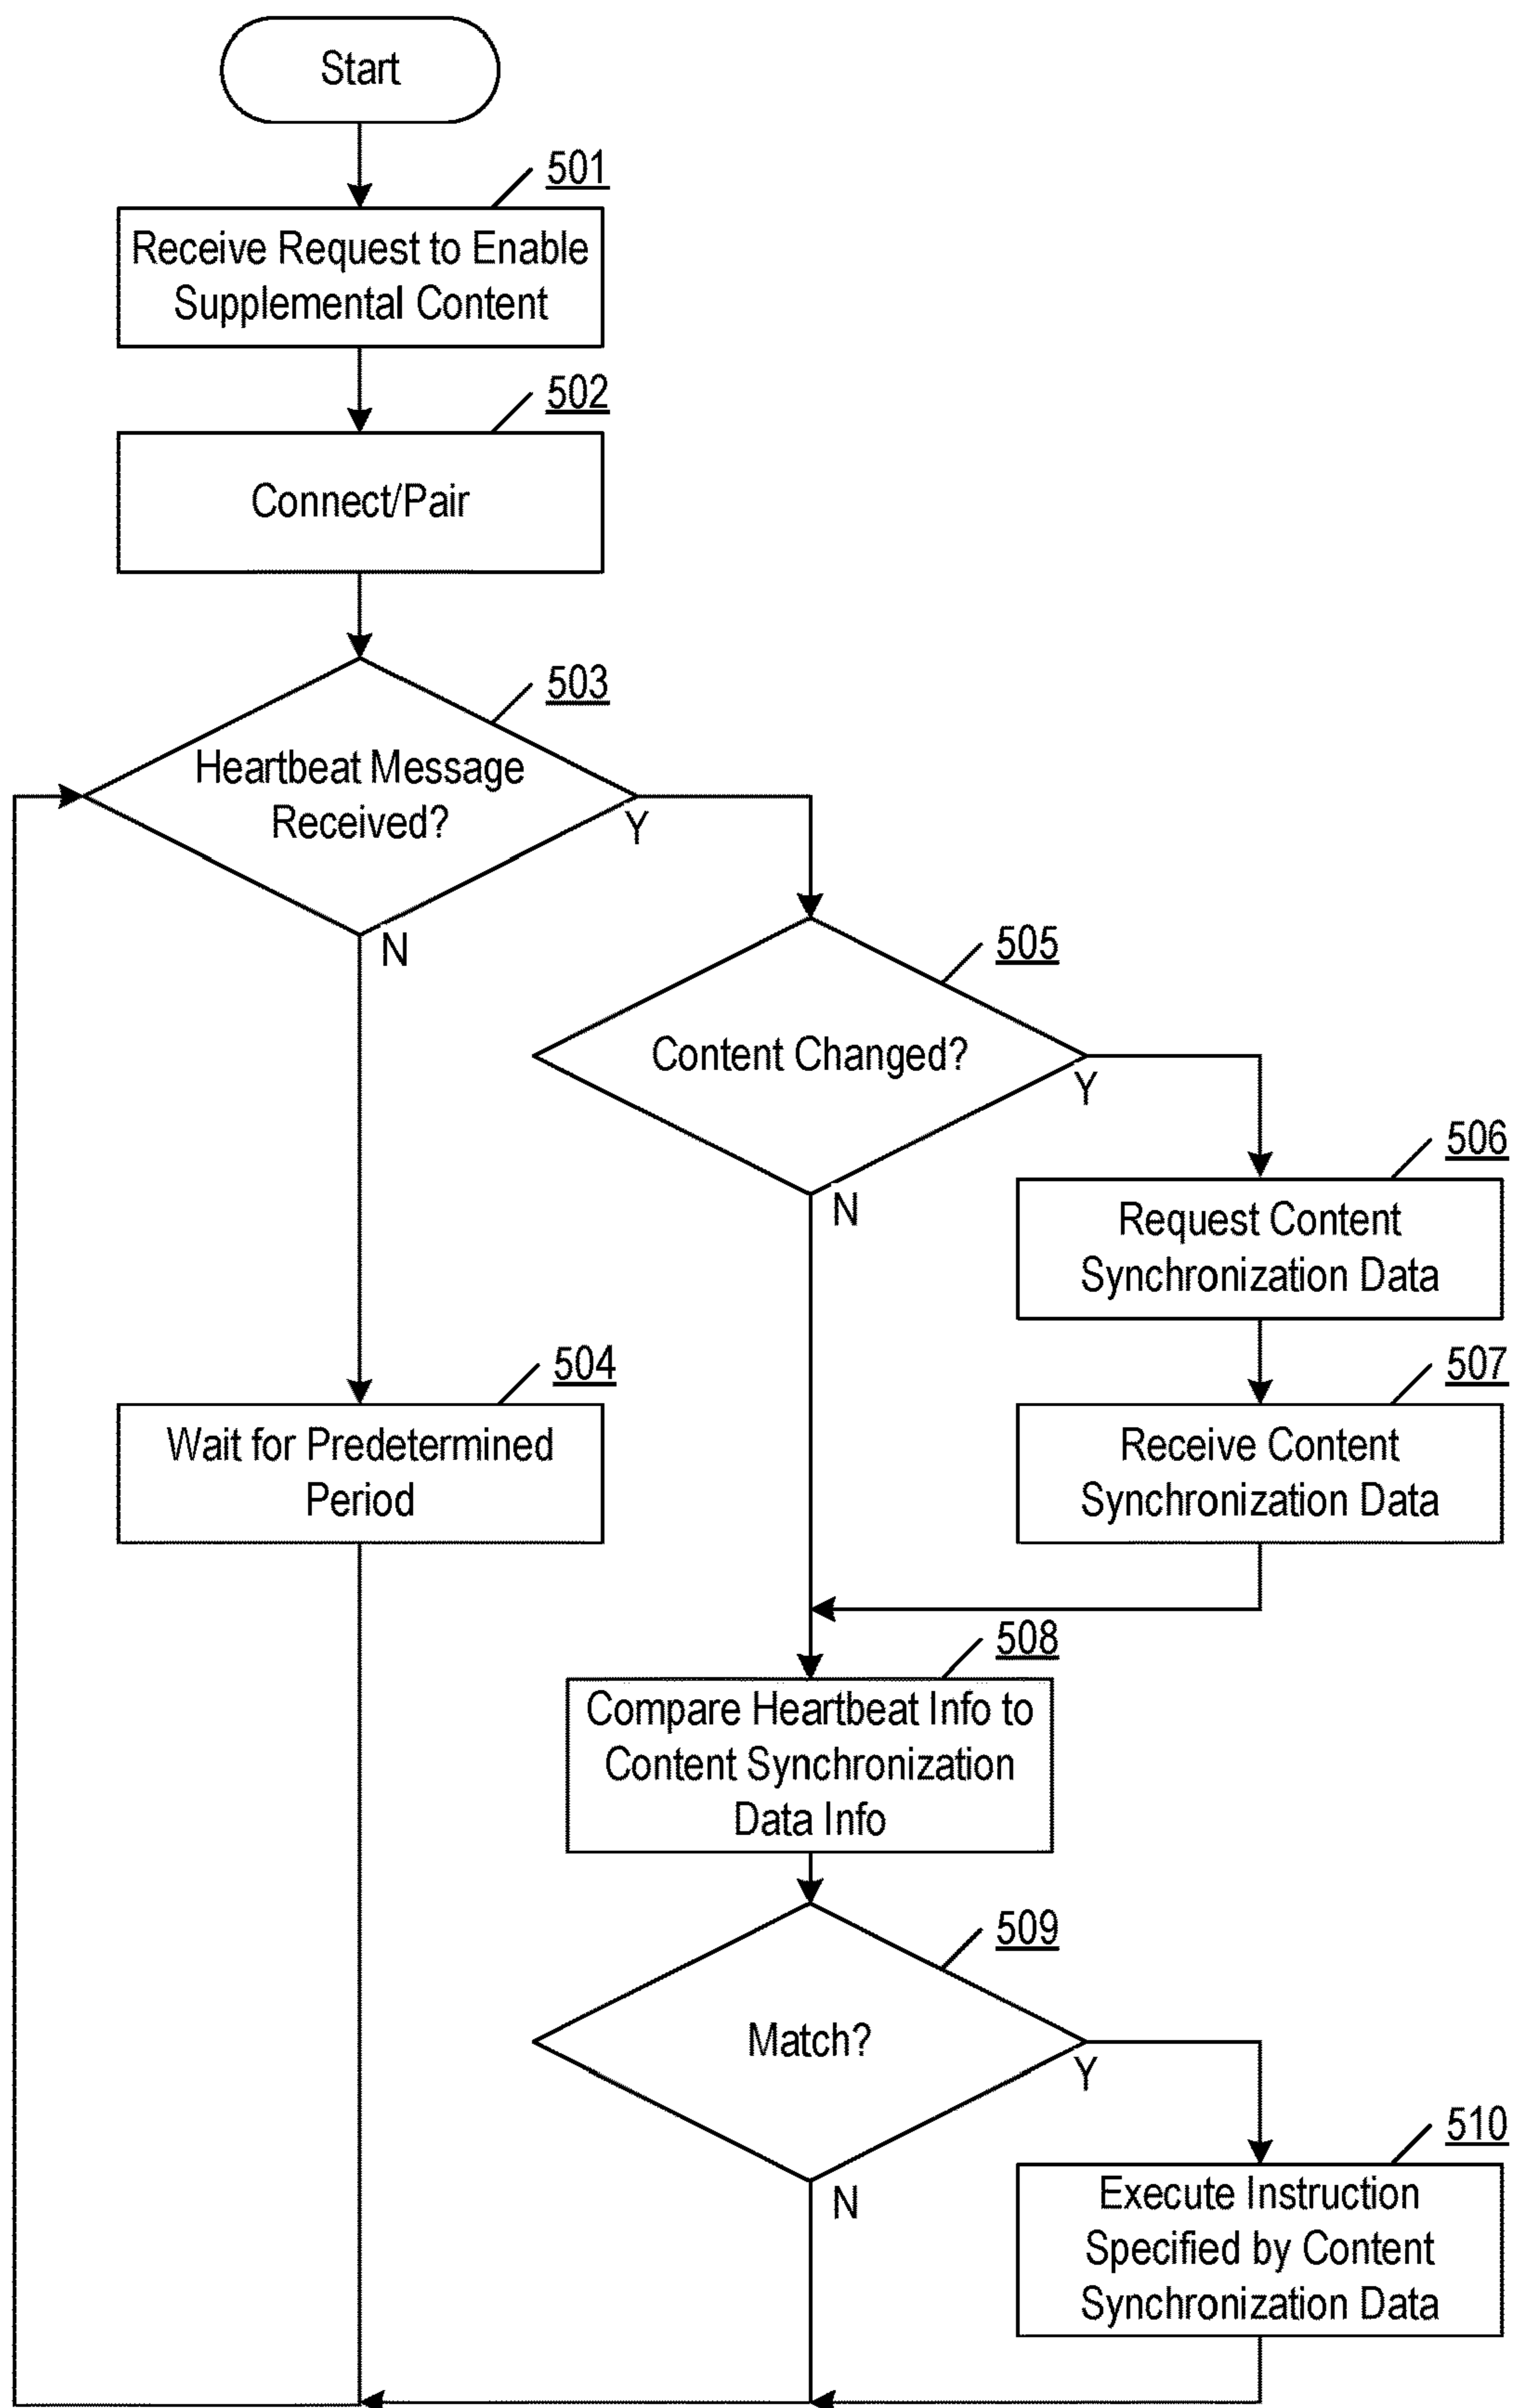 Start
501
Receive Request to Enable
Supplemental Content
502
Connect/Pair
503
Heartbeat Message
Received?
Y
N
505
Content Changed?
Y
N
506
Request Content
Synchronization Data
504
Wait for Predetermined
Period
507
Receive Content
Synchronization Data
508
Compare Heartbeat Info to
Content Synchronization
Data Info
509
Match?
Y
N
510
Execute Instruction
Specified by Content
Synchronization Data